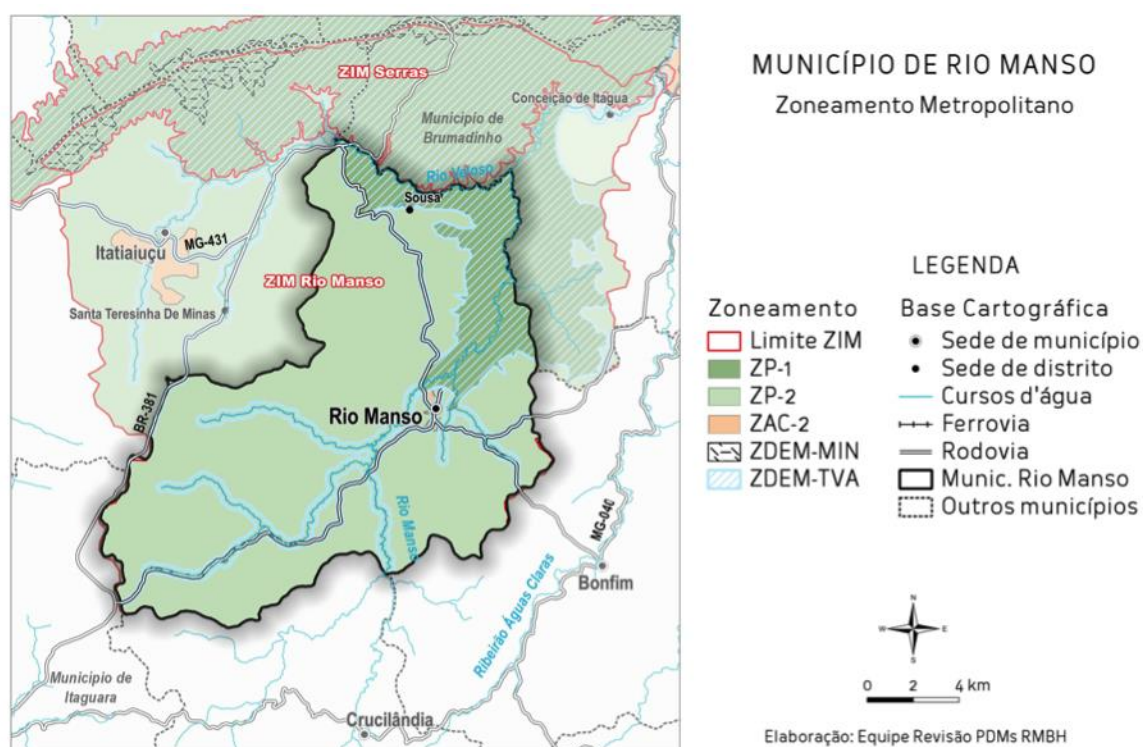 ZIM Serras
Conceição de Itagua
Município de
Brumadinho
Rio Veloso
Sousa
Itatiaiuçu
MG-431
ZIM Rio Manso
Santa Teresinha De Minas
BR-381
Rio Manso
Rio Manso
MG-040
Bonfim
Ribeirão Águas Claras
Município de
Itaguara
Crucilândia
MUNICÍPIO DE RIO MANSO
Zoneamento Metropolitano
LEGENDA
Zoneamento
Limite ZIM
ZP-1
ZP-2
ZAC-2
ZDEM-MIN
ZDEM-TVA
Base Cartográfica
Sede de município
Sede de distrito
Cursos d'água
Ferrovia
Rodovia
Munic. Rio Manso
Outros municípios
N
W E
S
0 2 4 km
Elaboração: Equipe Revisão PDMs RMBH